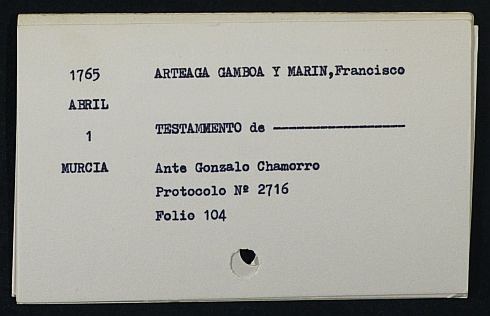 1765 ARTEAGA GAMBOA Y MARIN,Francisco
ABRIL
1 TESTAMMENTO de -------------------
MURCIA Ante Gonzalo Chamorro
Protocolo Nº 2716
Folio 104